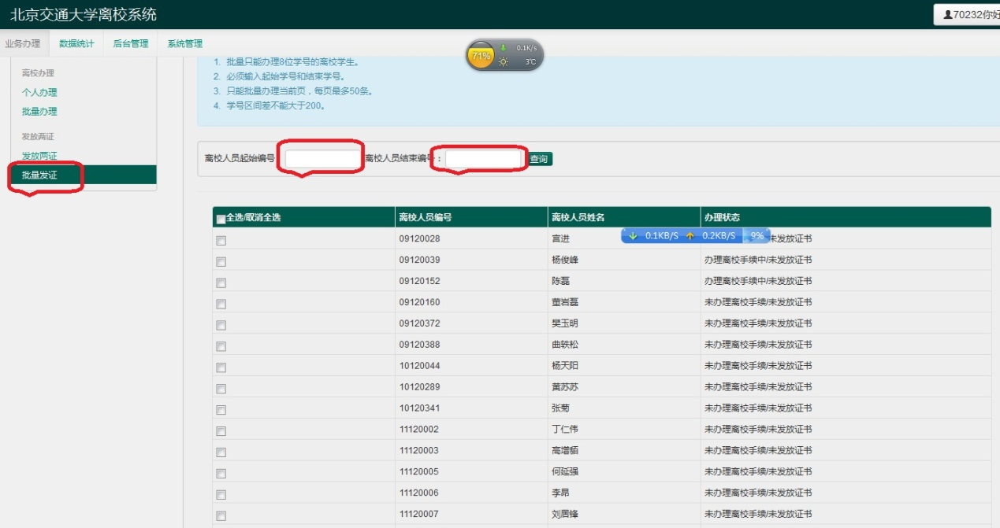 北京交通大学离校系统
70232你好
业务办理 数据统计 后台管理 系统管理
离校办理
个人办理
批量办理
发放两证
发放两证
批量发证
1. 批量只能办理8位学号的离校学生。
2. 必须输入起始学号和结束学号。
3. 只能批量办理当前页，每页最多50条。
4. 学号区间差不能大于200。
71% 0.1K/s
3℃
离校人员起始编号 离校人员结束编号： 查询
全选/取消全选 离校人员编号 离校人员姓名 办理状态
0.1KB/S 0.2KB/S 9%
09120028 宫进 未发放证书
09120039 杨俊峰 办理离校手续中/未发放证书
09120152 陈磊 办理离校手续中/未发放证书
09120160 董岩磊 未办理离校手续/未发放证书
09120372 樊玉明 未办理离校手续/未发放证书
09120388 曲轶松 未办理离校手续/未发放证书
10120044 杨天阳 未办理离校手续/未发放证书
10120289 黄苏苏 未办理离校手续/未发放证书
10120341 张菊 未办理离校手续/未发放证书
11120002 丁仁伟 未办理离校手续/未发放证书
11120003 未办理离校手续/未发放证书
11120005 何延强 未办理离校手续/未发放证书
11120006 李昂 未办理离校手续/未发放证书
11120007 刘居锋 未办理离校手续/未发放证书